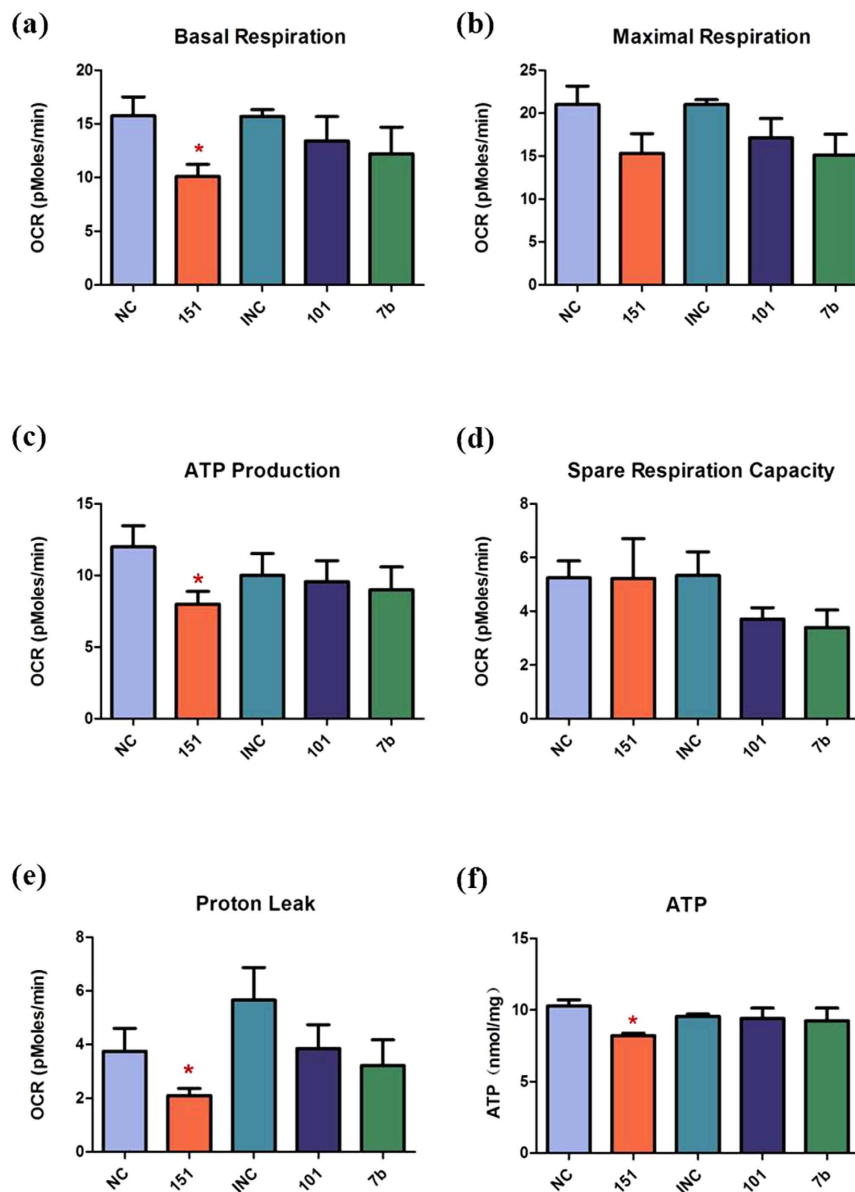 (a)
Basal Respiration
OCR (pMoles/min)
20
15
10
5
0
*
NC
151
INC
101
7b
(b)
Maximal Respiration
OCR (pMoles/min)
25
20
15
10
5
0
NC
151
INC
101
7b
(c)
ATP Production
OCR (pMoles/min)
15
10
5
0
*
NC
151
INC
101
7b
(d)
Spare Respiration Capacity
OCR (pMoles/min)
8
6
4
2
0
NC
151
INC
101
7b
(e)
Proton Leak
OCR (pMoles/min)
8
6
4
2
0
*
NC
151
INC
101
7b
(f)
ATP
ATP（nmol/mg）
15
10
5
0
*
NC
151
INC
101
7b